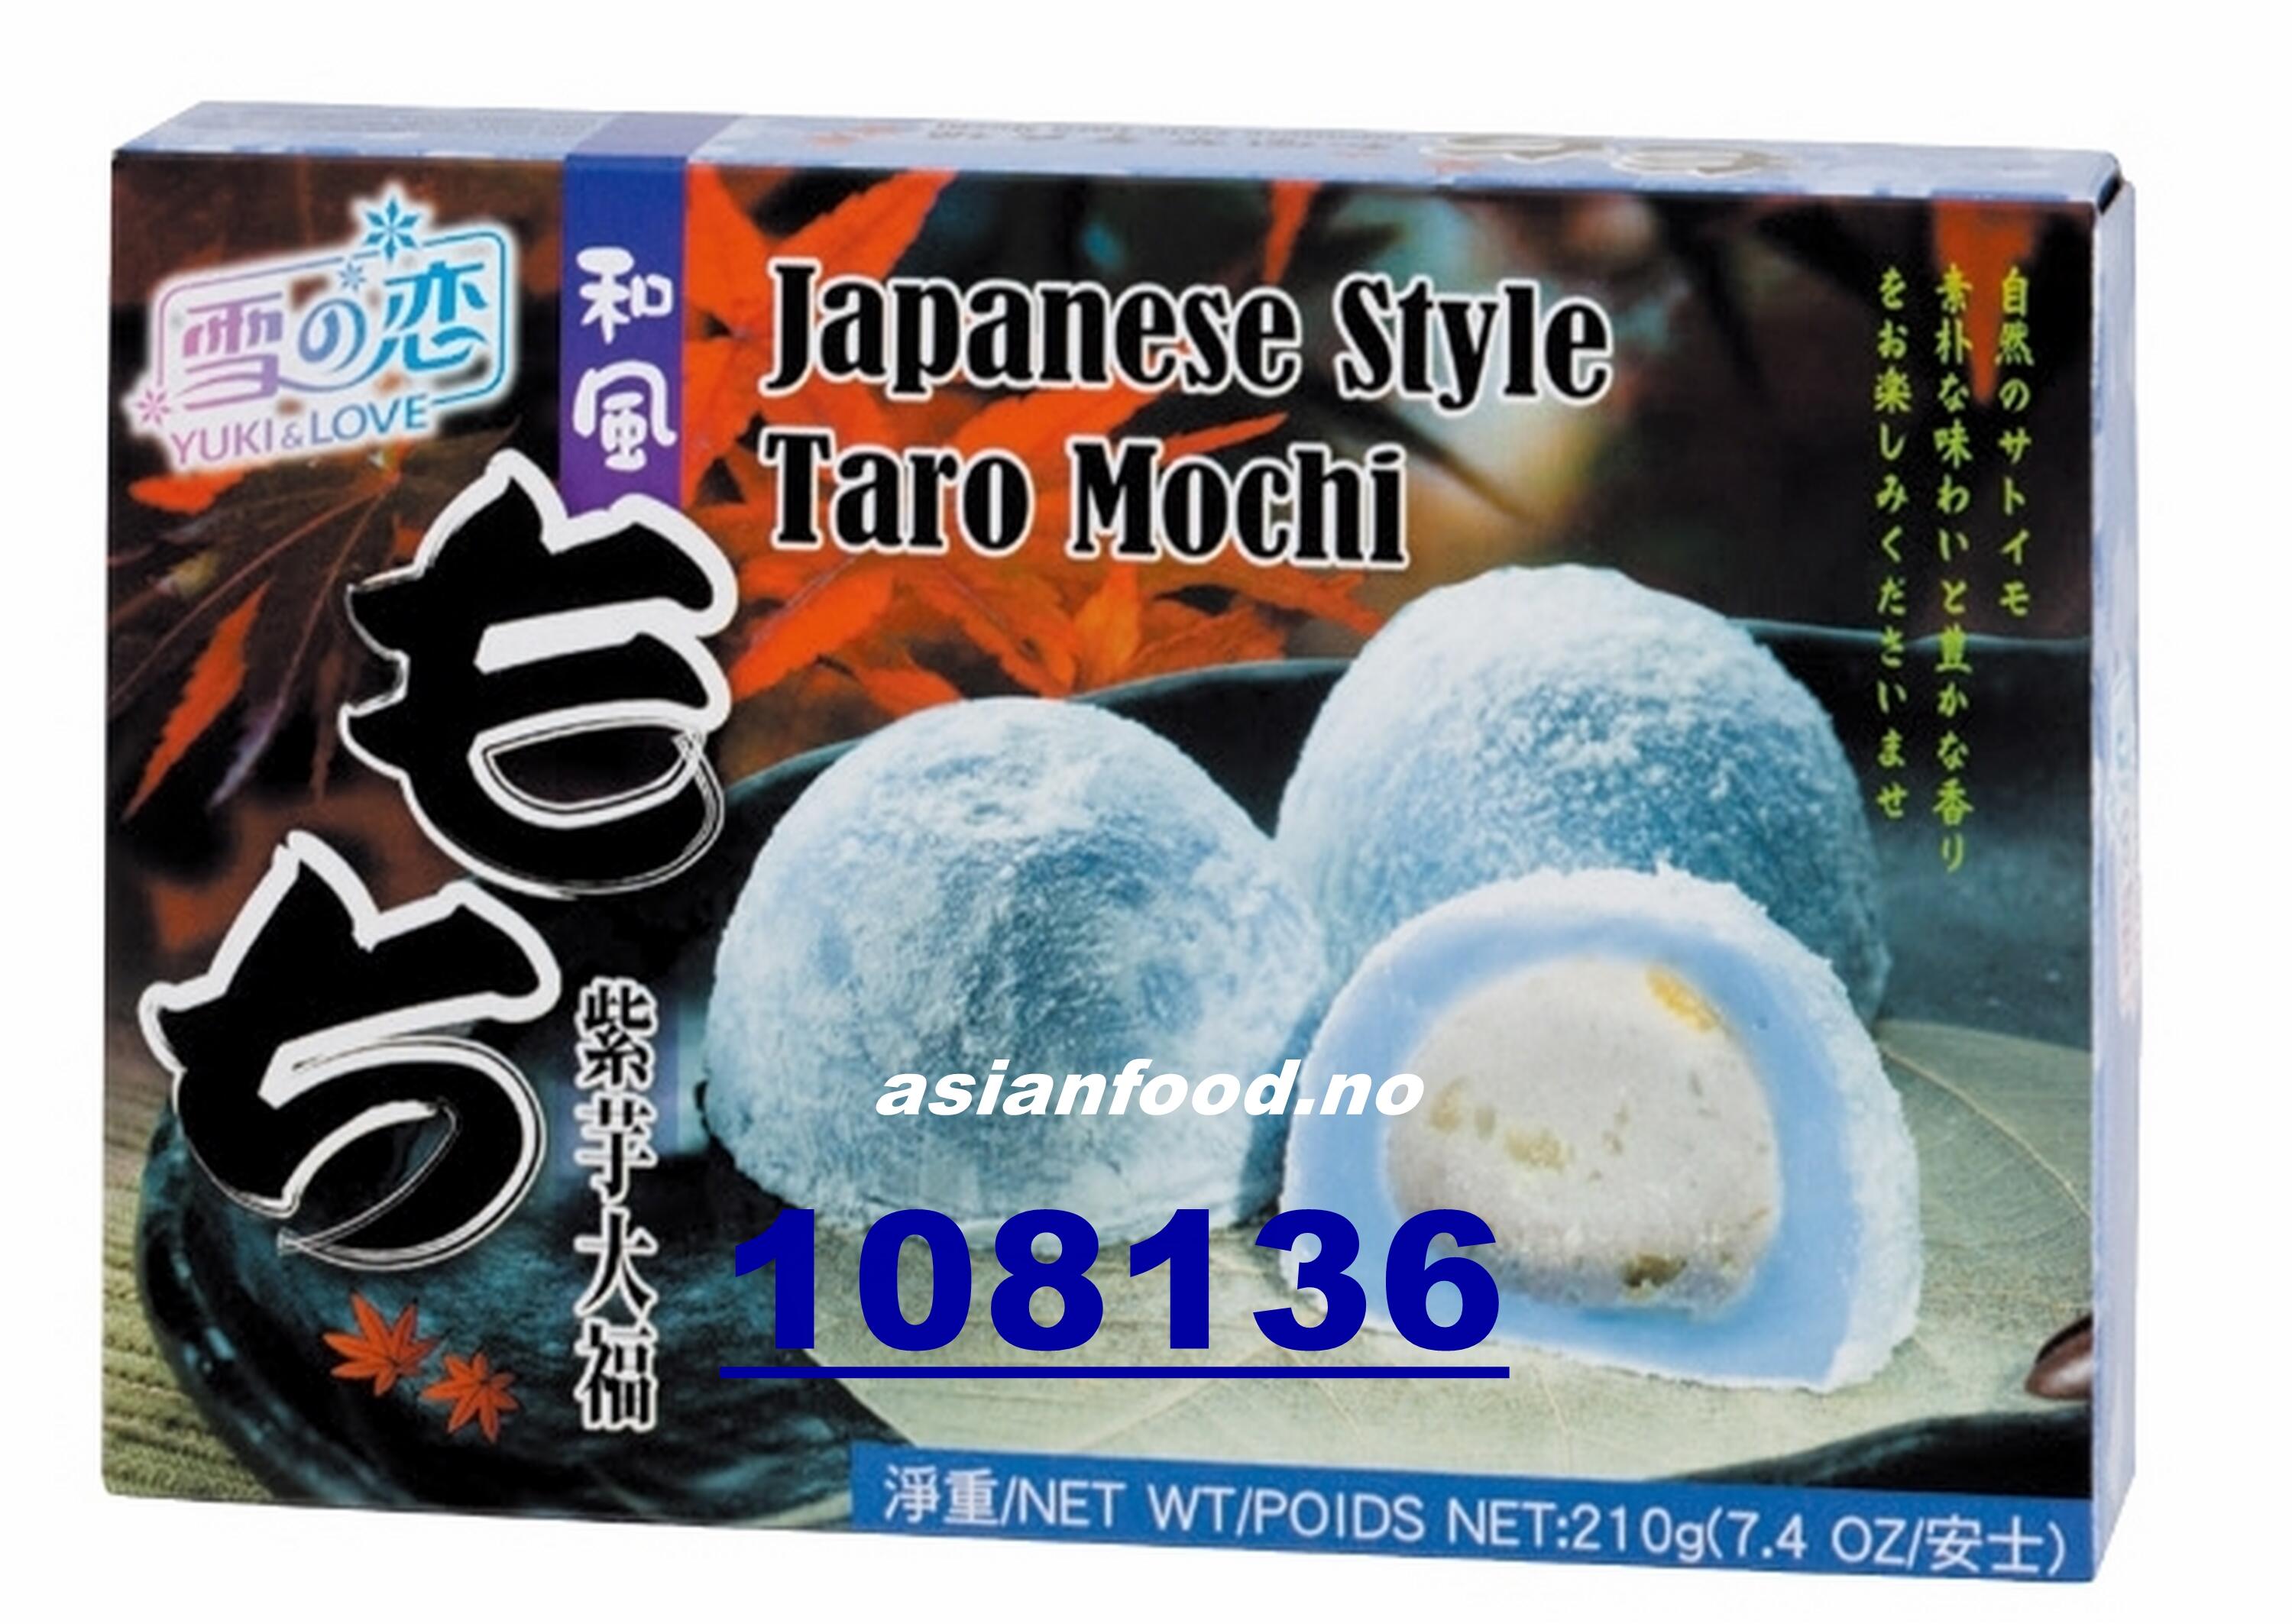 雪の恋
YUKI&LOVE
和風
もち
紫芋大福
Japanese Style
Taro Mochi
自然のサトイモ
素朴な味わいと豊かな香り
をお楽しみくださいませ
asianfood.no
108136
淨重/NET WT/POIDS NET:210g(7.4 OZ/安士)